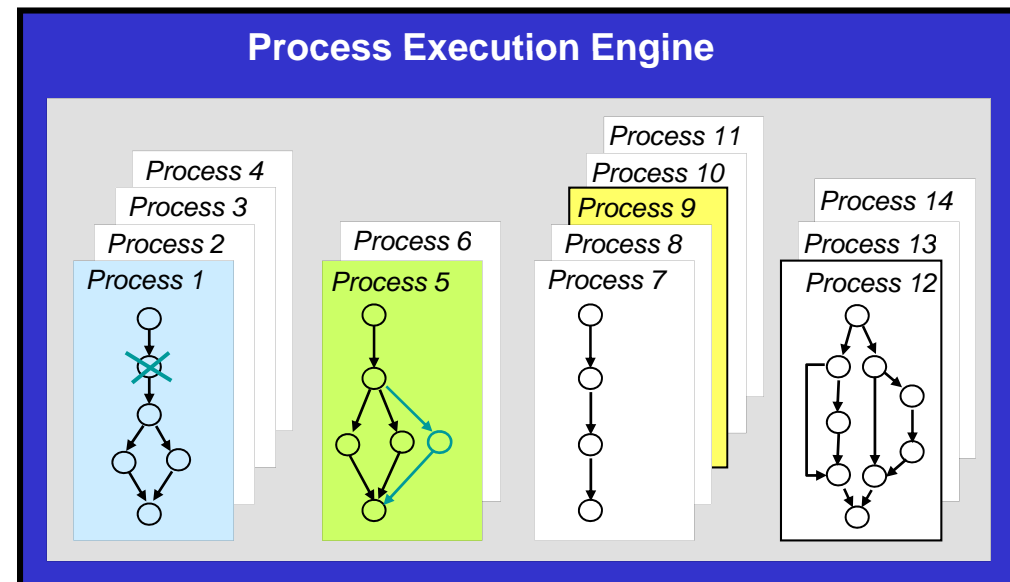 Process Execution Engine
Process 4
Process 3
Process 2
Process 1
Process 6
Process 5
Process 11
Process 10
Process 9
Process 8
Process 7
Process 14
Process 13
Process 12